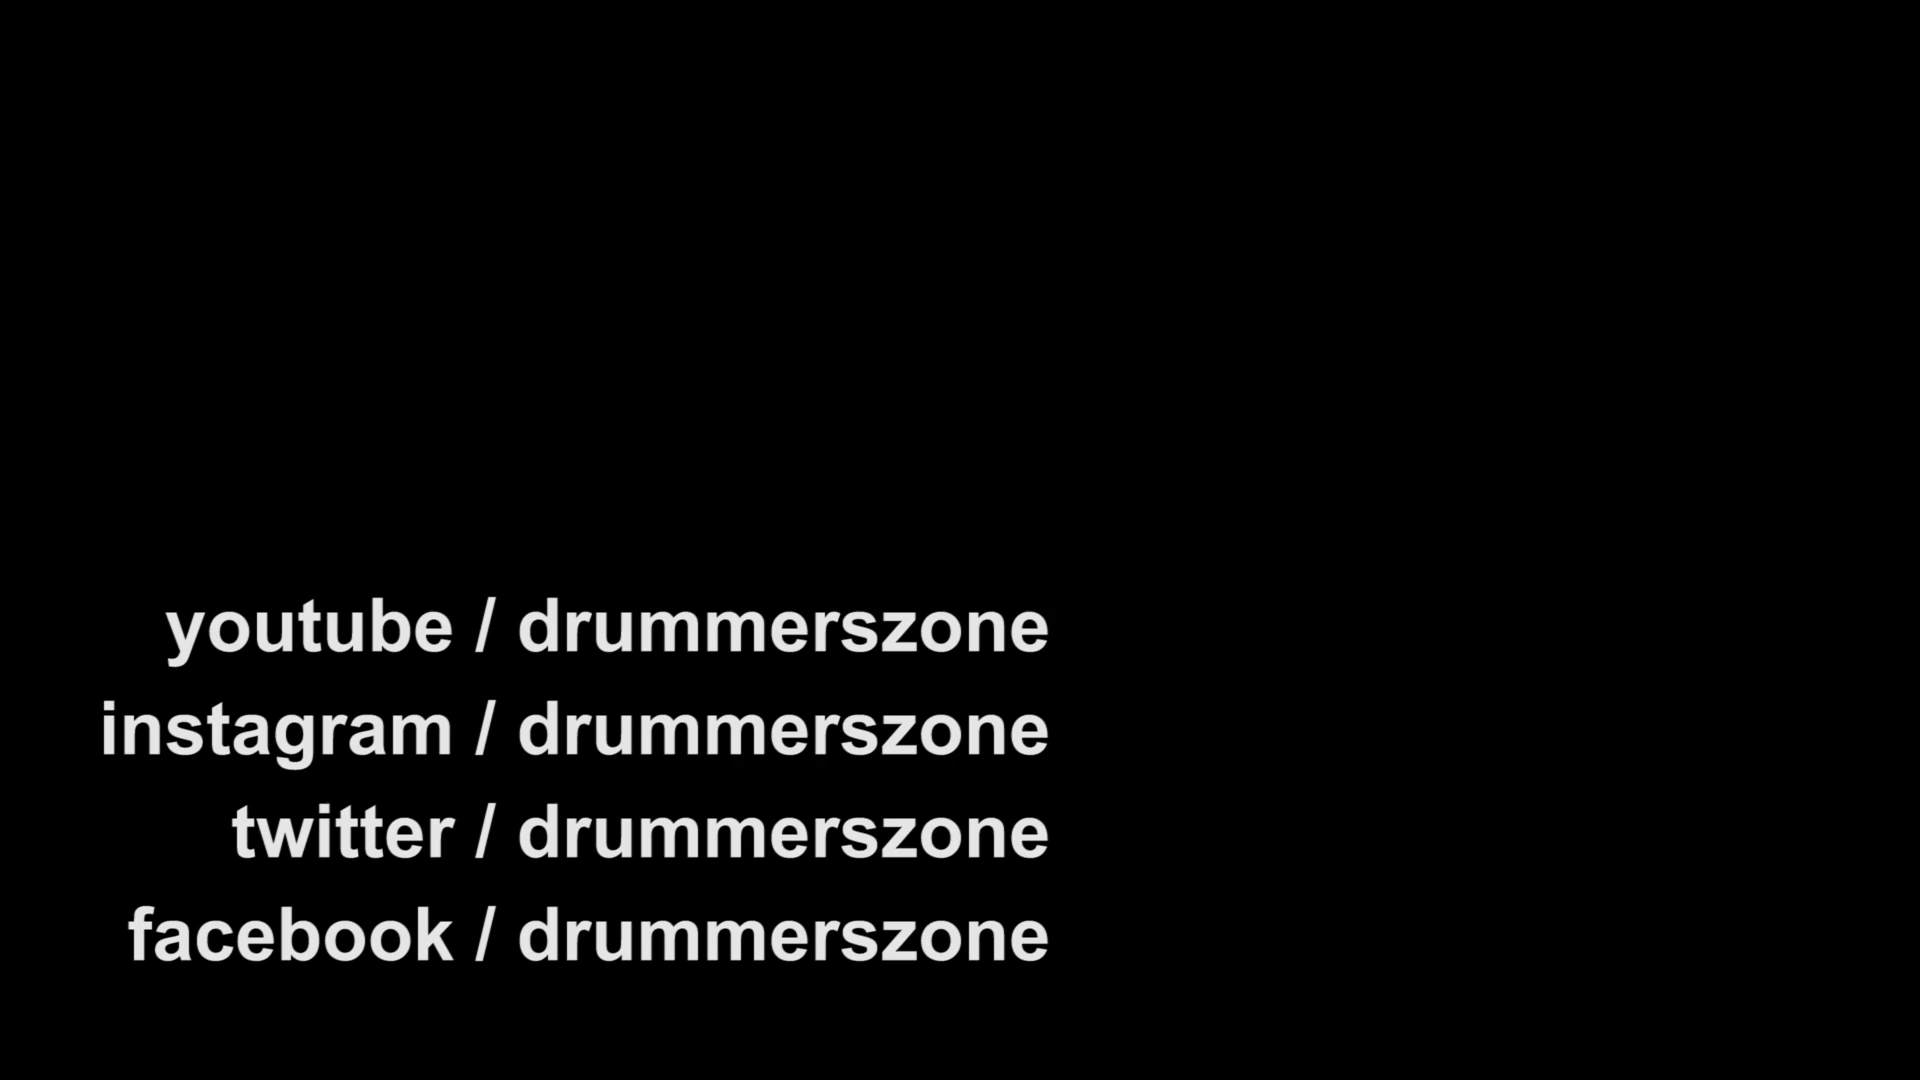 youtube / drummerszone
instagram / drummerszone
twitter / drummerszone
facebook / drummerszone